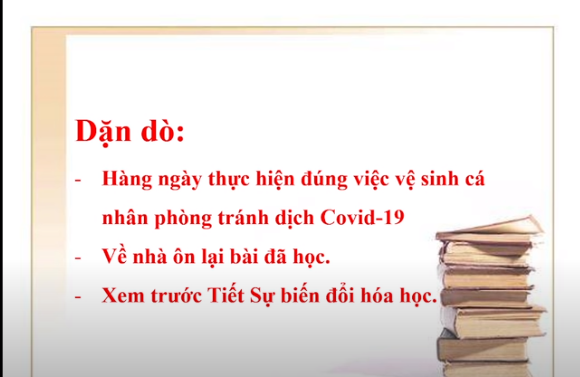 Dặn dò:
- Hàng ngày thực hiện đúng việc vệ sinh cá
nhân phòng tránh dịch Covid-19
- Về nhà ôn lại bài đã học.
- Xem trước Tiết Sự biến đổi hóa học.